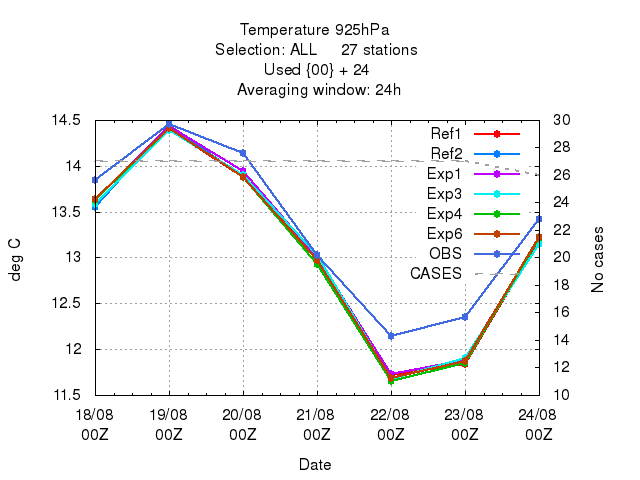 Temperature 925hPa
Selection: ALL 27 stations
Used {00} + 24
Averaging window: 24h
deg C
14.5
14
13.5
13
12.5
12
11.5
Ref1
Ref2
Exp1
Exp3
Exp4
Exp6
OBS
CASES
30
28
26
24
22
20
18
16
14
12
10
No cases
18/08 19/08 20/08 21/08 22/08 23/08 24/08
00Z 00Z 00Z 00Z 00Z 00Z 00Z
Date